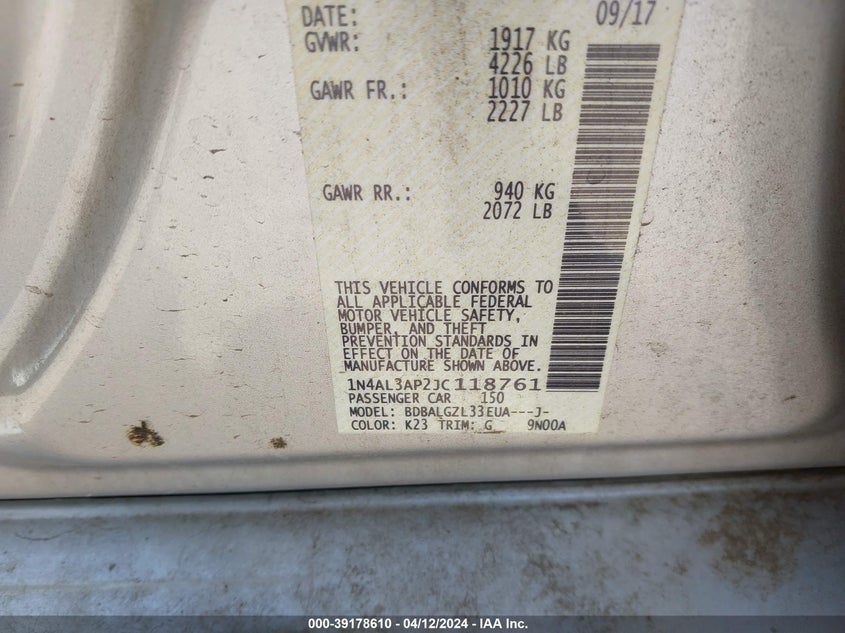 DATE: 09/17
GVWR: 1917 KG
4226 LB
GAWR FR.: 1010 KG
2227 LB
GAWR RR.: 940 KG
2072 LB
THIS VEHICLE CONFORMS TO
ALL APPLICABLE FEDERAL
MOTOR VEHICLE SAFETY,
BUMPER, AND THEFT
PREVENTION STANDARDS IN
EFFECT ON THE DATE OF
MANUFACTURE SHOWN ABOVE.
1N4AL3AP2JC118761
PASSENGER CAR 150
MODEL: BDBALGZL33EUA---J-
COLOR: K23 TRIM: G 9N00A
000-39178610 - 04/12/2024 - IAA Inc.